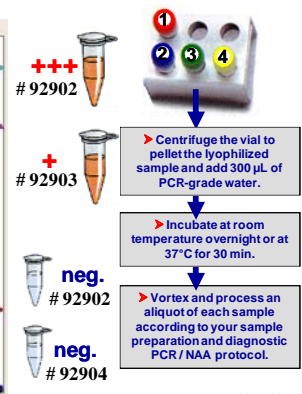 +++
# 92902
+
# 92903
neg.
# 92902
neg.
# 92904
1
2
3
4
➤ Centrifuge the vial to
pellet the lyophilized
sample and add 300 µL of
PCR-grade water.
➤ Incubate at room
temperature overnight or at
37°C for 30 min.
➤ Vortex and process an
aliquot of each sample
according to your sample
preparation and diagnostic
PCR / NAA protocol.